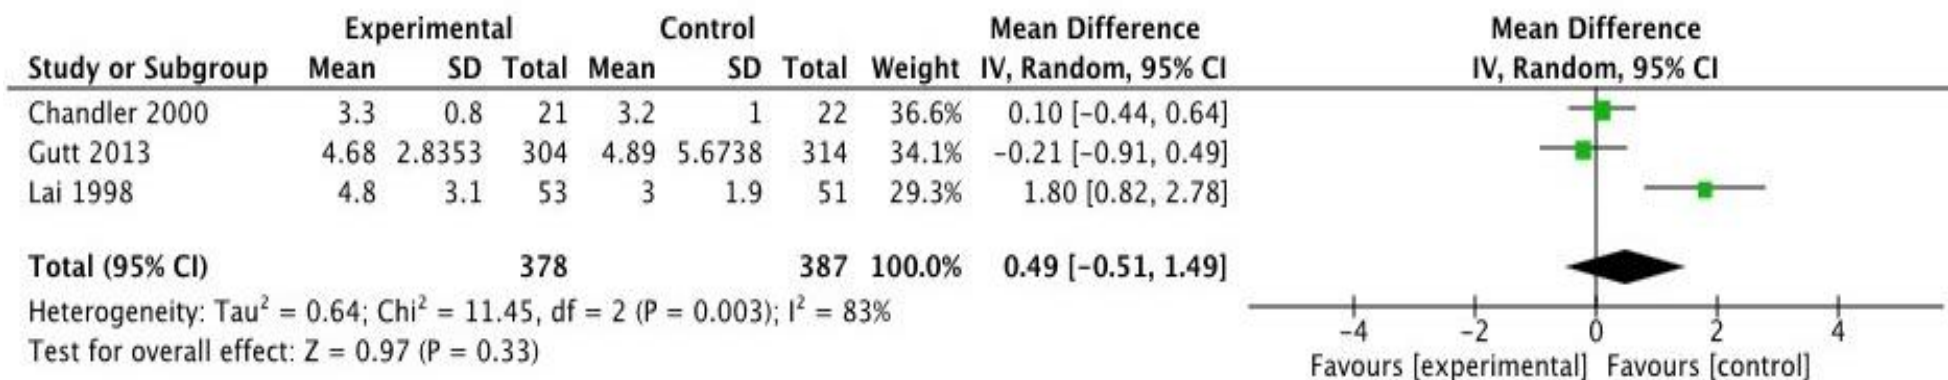 Experimental Control Mean Difference Mean Difference
Study or Subgroup Mean SD Total Mean SD Total Weight IV, Random, 95% CI IV, Random, 95% CI
Chandler 2000 3.3 0.8 21 3.2 1 22 36.6% 0.10 [−0.44, 0.64]
Gutt 2013 4.68 2.8353 304 4.89 5.6738 314 34.1% −0.21 [−0.91, 0.49]
Lai 1998 4.8 3.1 53 3 1.9 51 29.3% 1.80 [0.82, 2.78]
Total (95% CI) 378 387 100.0% 0.49 [−0.51, 1.49]
Heterogeneity: Tau² = 0.64; Chi² = 11.45, df = 2 (P = 0.003); I² = 83%
Test for overall effect: Z = 0.97 (P = 0.33)
−4 −2 0 2 4
Favours [experimental] Favours [control]